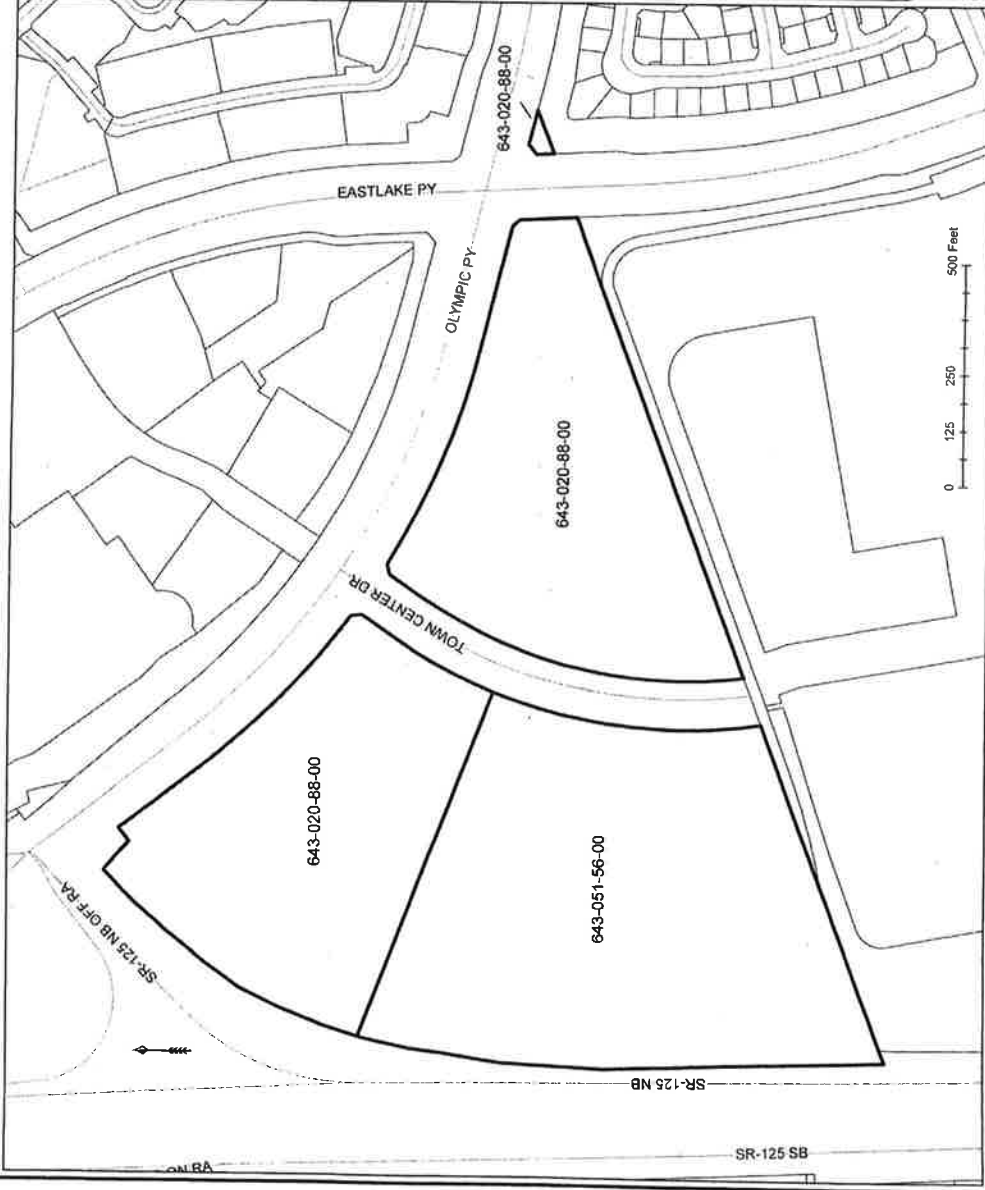 643-020-88-00
EASTLAKE PY
OLYMPIC PY
500 Feet
250
125
0
643-020-88-00
TOWN CENTER DR
643-020-88-00
643-051-56-00
SR-125 NB OFF RA
SR-125 NB
SR-125 SB
ON RA